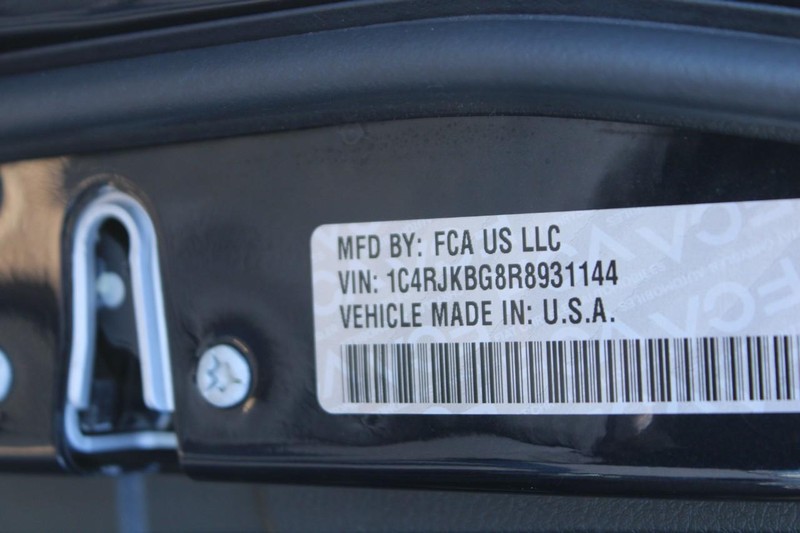 MFD BY: FCA US LLC
VIN: 1C4RJKBG8R8931144
VEHICLE MADE IN: U.S.A.